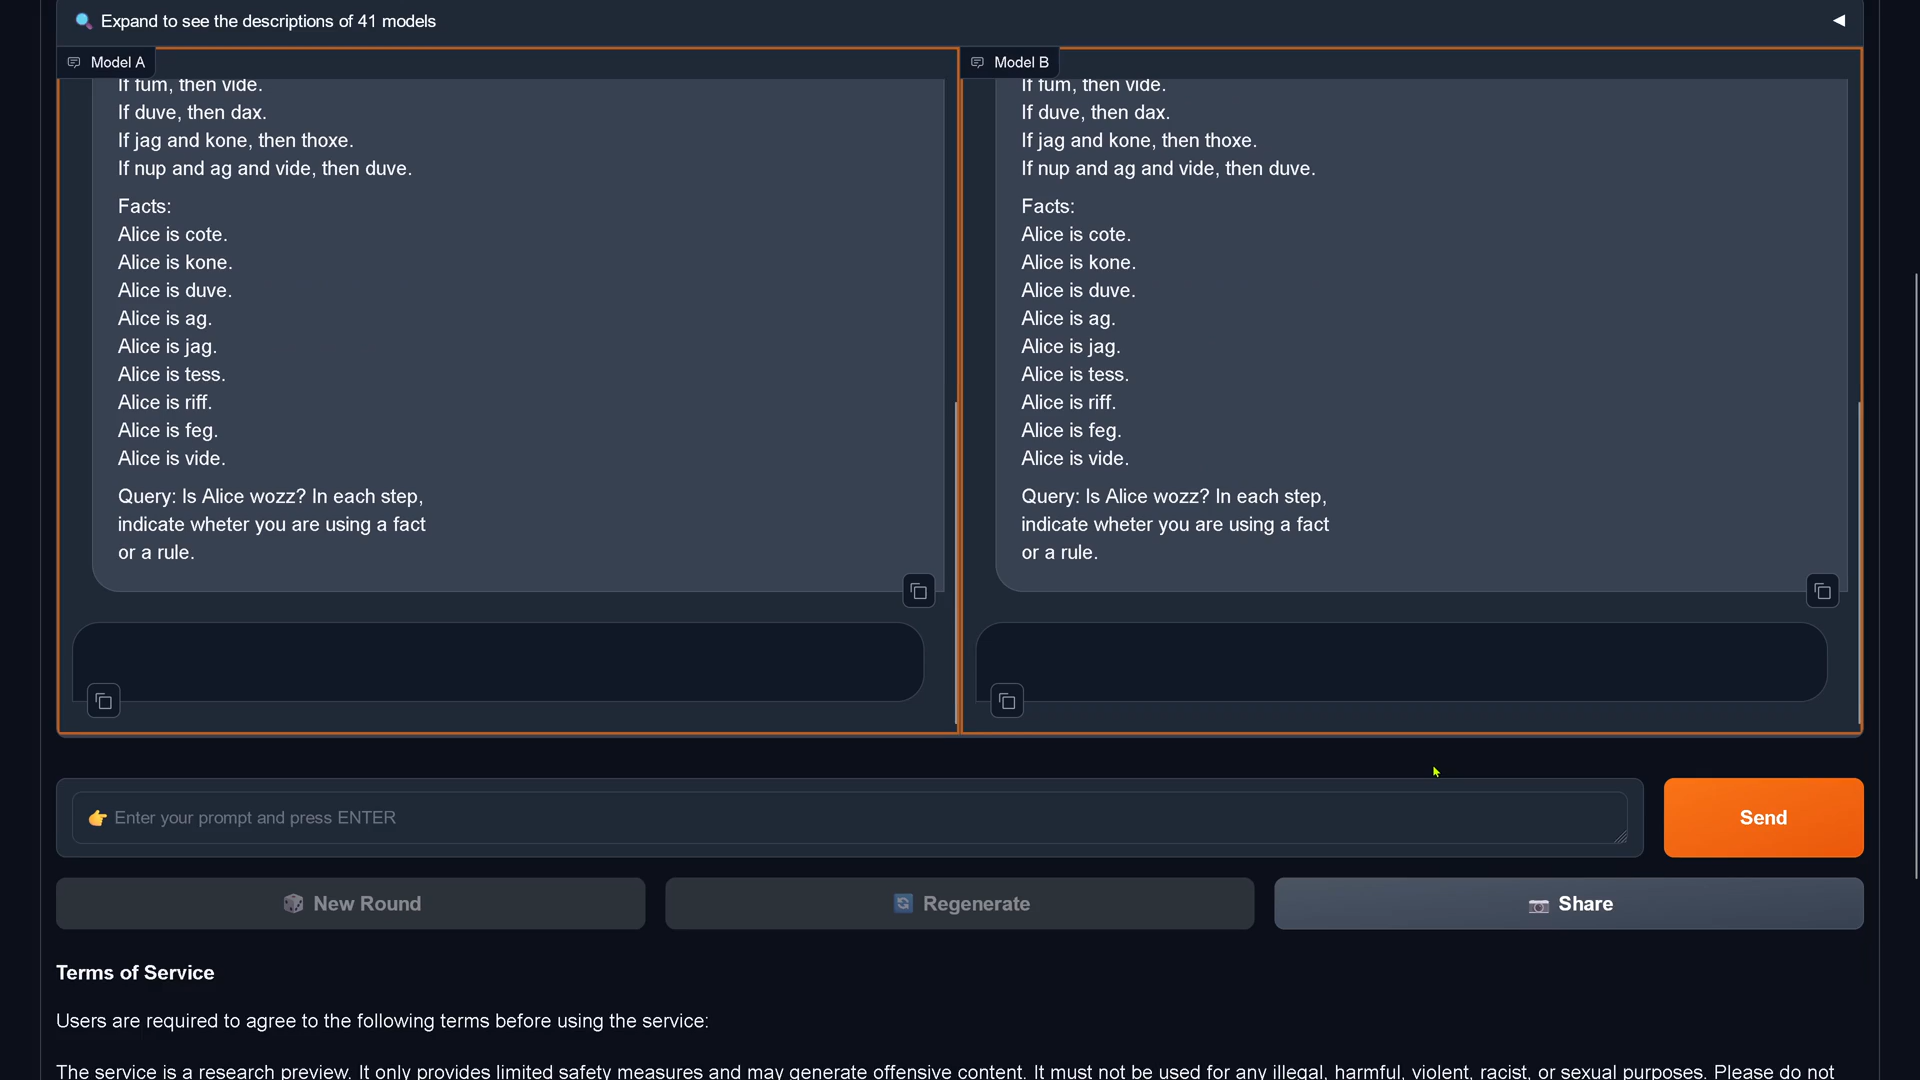 Expand to see the descriptions of 41 models
Model A
If fum, then vide.
If duve, then dax.
If jag and kone, then thoxe.
If nup and ag and vide, then duve.
Facts:
Alice is cote.
Alice is kone.
Alice is duve.
Alice is ag.
Alice is jag.
Alice is tess.
Alice is riff.
Alice is feg.
Alice is vide.
Query: Is Alice wozz? In each step,
indicate wheter you are using a fact
or a rule.
Model B
If fum, then vide.
If duve, then dax.
If jag and kone, then thoxe.
If nup and ag and vide, then duve.
Facts:
Alice is cote.
Alice is kone.
Alice is duve.
Alice is ag.
Alice is jag.
Alice is tess.
Alice is riff.
Alice is feg.
Alice is vide.
Query: Is Alice wozz? In each step,
indicate wheter you are using a fact
or a rule.
👉 Enter your prompt and press ENTER
Send
New Round
Regenerate
Share
Terms of Service
Users are required to agree to the following terms before using the service:
The service is a research preview. It only provides limited safety measures and may generate offensive content. It must not be used for any illegal, harmful, violent, racist, or sexual purposes. Please do not